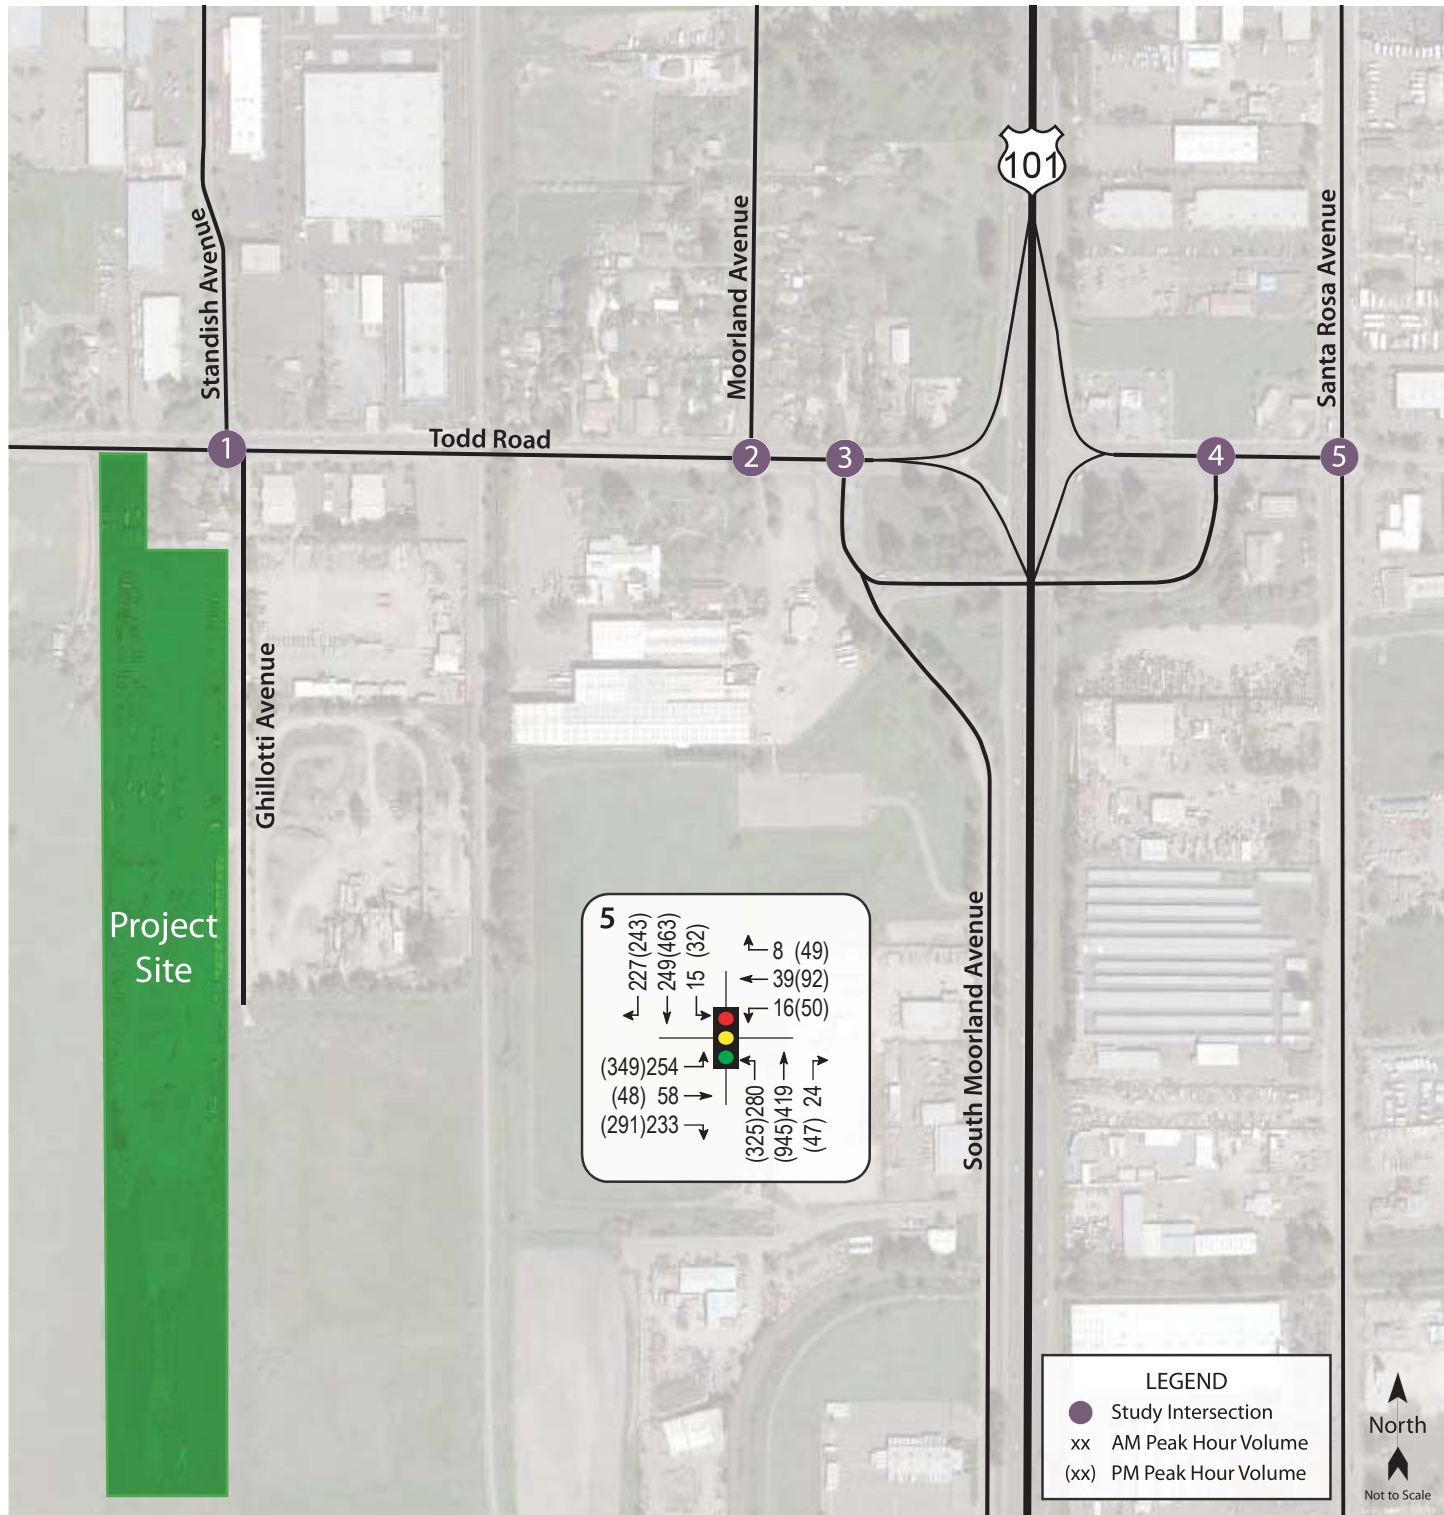 101
Standish Avenue
Moorland Avenue
Santa Rosa Avenue
Todd Road
1
2
3
4
5
Ghillotti Avenue
Project
Site
South Moorland Avenue
5
227(243)
249(463)
15 (32)
8 (49)
39(92)
16(50)
(349)254
(48) 58
(291)233
(325)280
(945)419
(47) 24
LEGEND
Study Intersection
xx AM Peak Hour Volume
(xx) PM Peak Hour Volume
North
Not to Scale